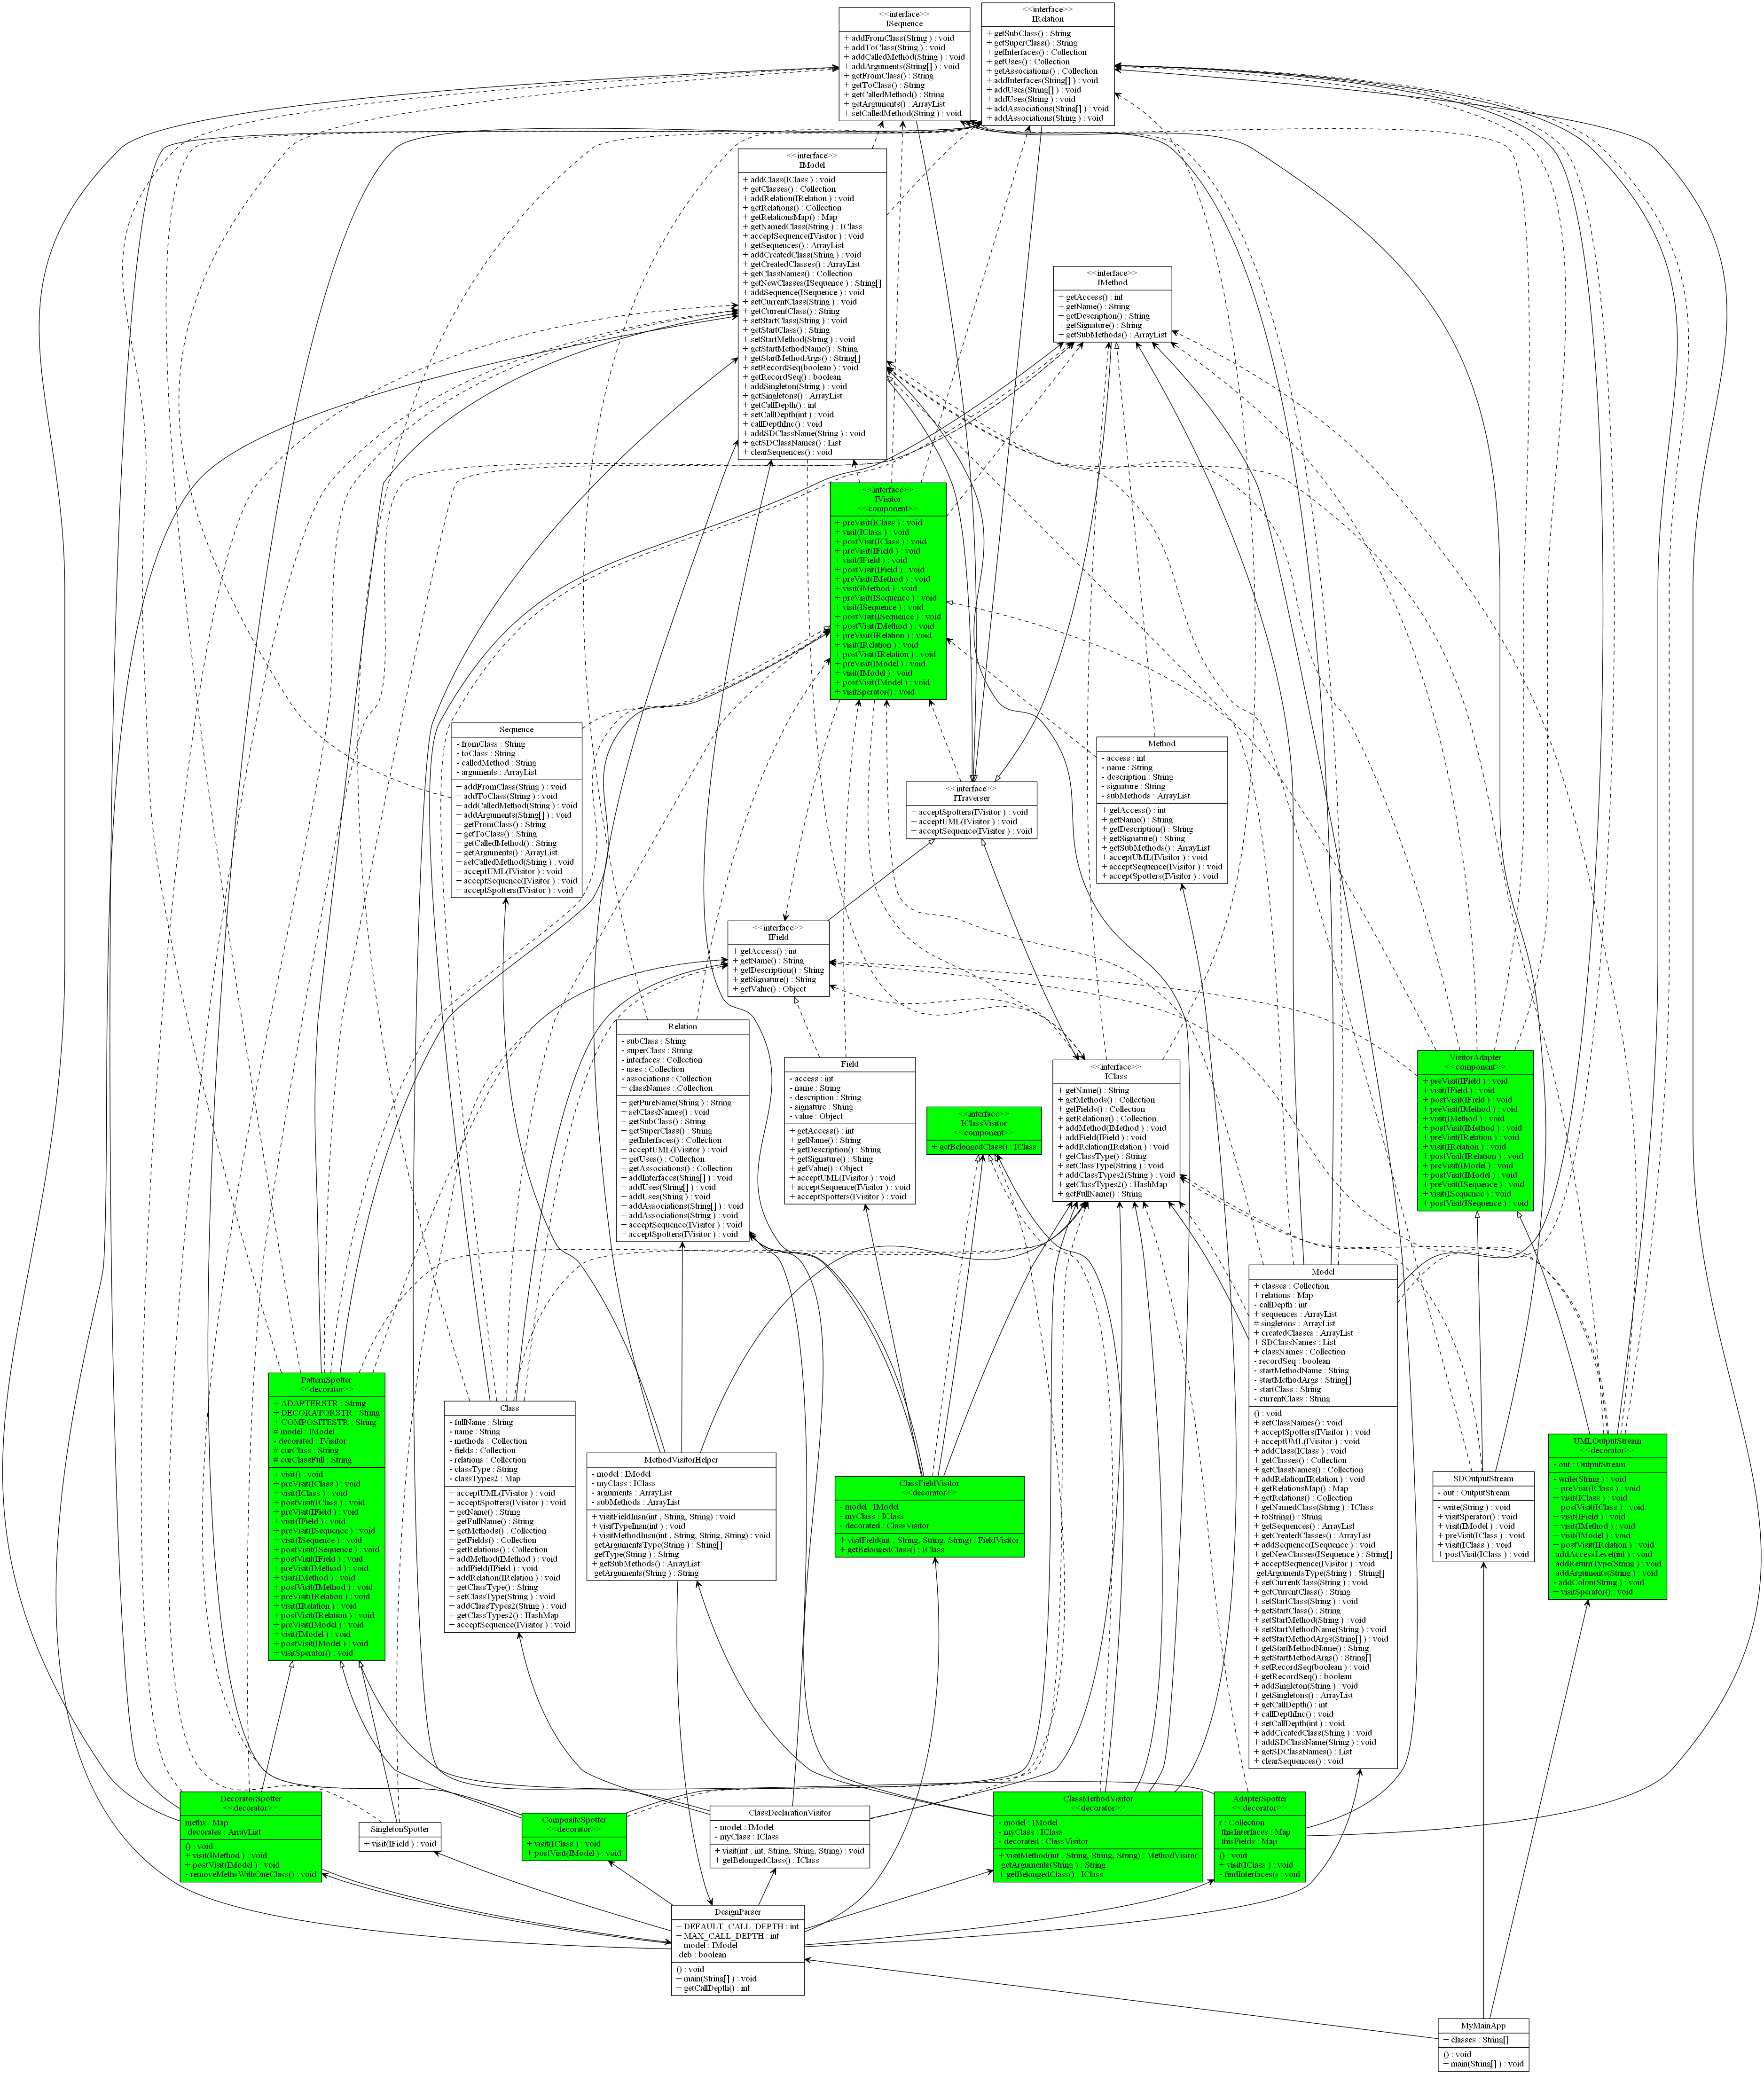 <<interface>>
ISequence
+ addFromClass(String ) : void
+ addToClass(String ) : void
+ addCalledMethod(String ) : void
+ addArguments(String[] ) : void
+ getFromClass() : String
+ getToClass() : String
+ getCalledMethod() : String
+ getArguments() : ArrayList
+ setCalledMethod(String ) : void
<<interface>>
IRelation
+ getSubClass() : String
+ getSuperClass() : String
+ getInterfaces() : Collection
+ getUses() : Collection
+ getAssociations() : Collection
+ addInterfaces(String[] ) : void
+ addUses(String[] ) : void
+ addUses(String ) : void
+ addAssociations(String[] ) : void
+ addAssociations(String ) : void
<<interface>>
IModel
+ addClass(IClass ) : void
+ getClasses() : Collection
+ addRelation(IRelation ) : void
+ getRelations() : Collection
+ getRelationsMap() : Map
+ getNamedClass(String ) : IClass
+ acceptSequence(IVisitor ) : void
+ getSequences() : ArrayList
+ addCreatedClass(String ) : void
+ getCreatedClasses() : ArrayList
+ getClassNames() : Collection
+ getNewClasses(ISequence ) : String[]
+ addSequence(ISequence ) : void
+ setCurrentClass(String ) : void
+ getCurrentClass() : String
+ setStartClass(String ) : void
+ getStartClass() : String
+ setStartMethod(String ) : void
+ getStartMethodName() : String
+ getStartMethodArgs() : String[]
+ setRecordSeq(boolean ) : void
+ getRecordSeq() : boolean
+ addSingleton(String ) : void
+ getSingletons() : ArrayList
+ getCallDepth() : int
+ setCallDepth(int ) : void
+ callDepthInc() : void
+ addSDClassName(String ) : void
+ getSDClassNames() : List
+ clearSequences() : void
<<interface>>
IMethod
+ getAccess() : int
+ getName() : String
+ getDescription() : String
+ getSignature() : String
+ getSubMethods() : ArrayList
<<interface>>
IVisitor
<<component>>
+ preVisit(IClass ) : void
+ visit(IClass ) : void
+ postVisit(IClass ) : void
+ preVisit(IField ) : void
+ visit(IField ) : void
+ postVisit(IField ) : void
+ preVisit(IMethod ) : void
+ visit(IMethod ) : void
+ preVisit(ISequence ) : void
+ visit(ISequence ) : void
+ postVisit(ISequence ) : void
+ postVisit(IMethod ) : void
+ preVisit(IRelation ) : void
+ visit(IRelation ) : void
+ postVisit(IRelation ) : void
+ preVisit(IModel ) : void
+ visit(IModel ) : void
+ postVisit(IModel ) : void
+ visitSperator() : void
Sequence
- fromClass : String
- toClass : String
- calledMethod : String
- arguments : ArrayList
+ addFromClass(String ) : void
+ addToClass(String ) : void
+ addCalledMethod(String ) : void
+ addArguments(String[] ) : void
+ getFromClass() : String
+ getToClass() : String
+ getCalledMethod() : String
+ getArguments() : ArrayList
+ setCalledMethod(String ) : void
+ acceptUML(IVisitor ) : void
+ acceptSequence(IVisitor ) : void
+ acceptSpotters(IVisitor ) : void
<<interface>>
ITraverser
+ acceptSpotters(IVisitor ) : void
+ acceptUML(IVisitor ) : void
+ acceptSequence(IVisitor ) : void
Method
- access : int
- name : String
- description : String
- signature : String
- subMethods : ArrayList
+ getAccess() : int
+ getName() : String
+ getDescription() : String
+ getSignature() : String
+ getSubMethods() : ArrayList
+ acceptUML(IVisitor ) : void
+ acceptSequence(IVisitor ) : void
+ acceptSpotters(IVisitor ) : void
<<interface>>
IField
+ getAccess() : int
+ getName() : String
+ getDescription() : String
+ getSignature() : String
+ getValue() : Object
Relation
- subClass : String
- superClass : String
- interfaces : Collection
- uses : Collection
- associations : Collection
+ classNames : Collection
+ getPureName(String ) : String
+ setClassNames() : void
+ getSubClass() : String
+ getSuperClass() : String
+ getInterfaces() : Collection
+ acceptUML(IVisitor ) : void
+ getUses() : Collection
+ getAssociations() : Collection
+ addInterfaces(String[] ) : void
+ addUses(String[] ) : void
+ addUses(String ) : void
+ addAssociations(String[] ) : void
+ addAssociations(String ) : void
+ acceptSequence(IVisitor ) : void
+ acceptSpotters(IVisitor ) : void
Field
- access : int
- name : String
- description : String
- signature : String
- value : Object
+ getAccess() : int
+ getName() : String
+ getDescription() : String
+ getSignature() : String
+ getValue() : Object
+ acceptUML(IVisitor ) : void
+ acceptSequence(IVisitor ) : void
+ acceptSpotters(IVisitor ) : void
<<interface>>
IClassVisitor
<<component>>
+ getBelongedClass() : IClass
<<interface>>
IClass
+ getName() : String
+ getMethods() : Collection
+ getFields() : Collection
+ getRelations() : Collection
+ addMethod(IMethod ) : void
+ addField(IField ) : void
+ addRelation(IRelation ) : void
+ getClassType() : String
+ setClassType(String ) : void
+ addClassTypes2(String ) : void
+ getClassTypes2() : HashMap
+ getFullName() : String
VisitorAdapter
<<component>>
+ preVisit(IField ) : void
+ visit(IField ) : void
+ postVisit(IField ) : void
+ preVisit(IMethod ) : void
+ visit(IMethod ) : void
+ postVisit(IMethod ) : void
+ preVisit(IRelation ) : void
+ visit(IRelation ) : void
+ postVisit(IRelation ) : void
+ preVisit(IModel ) : void
+ postVisit(IModel ) : void
+ preVisit(ISequence ) : void
+ visit(ISequence ) : void
+ postVisit(ISequence ) : void
Model
+ classes : Collection
+ relations : Map
- callDepth : int
+ sequences : ArrayList
# singletons : ArrayList
+ createdClasses : ArrayList
+ SDClassNames : List
+ classNames : Collection
- recordSeq : boolean
- startMethodName : String
- startMethodArgs : String[]
- startClass : String
- currentClass : String
() : void
+ setClassNames() : void
+ acceptSpotters(IVisitor ) : void
+ acceptUML(IVisitor ) : void
+ addClass(IClass ) : void
+ getClasses() : Collection
+ getClassNames() : Collection
+ addRelation(IRelation ) : void
+ getRelationsMap() : Map
+ getRelations() : Collection
+ getNamedClass(String ) : IClass
+ toString() : String
+ getSequences() : ArrayList
+ getCreatedClasses() : ArrayList
+ addSequence(ISequence ) : void
+ getNewClasses(ISequence ) : String[]
+ acceptSequence(IVisitor ) : void
getArgumentsType(String ) : String[]
+ setCurrentClass(String ) : void
+ getCurrentClass() : String
+ setStartClass(String ) : void
+ getStartClass() : String
+ setStartMethod(String ) : void
+ setStartMethodName(String ) : void
+ setStartMethodArgs(String[] ) : void
+ getStartMethodName() : String
+ getStartMethodArgs() : String[]
+ setRecordSeq(boolean ) : void
+ getRecordSeq() : boolean
+ addSingleton(String ) : void
+ getSingletons() : ArrayList
+ getCallDepth() : int
+ callDepthInc() : void
+ setCallDepth(int ) : void
+ addCreatedClass(String ) : void
+ addSDClassName(String ) : void
+ getSDClassNames() : List
+ clearSequences() : void
PatternSpotter
<<decorator>>
+ ADAPTERSTR : String
+ DECORATORSTR : String
+ COMPOSITESTR : String
# model : IModel
- decorated : IVisitor
# curClass : String
# curClassFull : String
+ visit() : void
+ preVisit(IClass ) : void
+ visit(IClass ) : void
+ postVisit(IClass ) : void
+ preVisit(IField ) : void
+ visit(IField ) : void
+ preVisit(ISequence ) : void
+ visit(ISequence ) : void
+ postVisit(ISequence ) : void
+ postVisit(IField ) : void
+ preVisit(IMethod ) : void
+ visit(IMethod ) : void
+ postVisit(IMethod ) : void
+ preVisit(IRelation ) : void
+ visit(IRelation ) : void
+ postVisit(IRelation ) : void
+ preVisit(IModel ) : void
+ visit(IModel ) : void
+ postVisit(IModel ) : void
+ visitSperator() : void
Class
- fullName : String
- name : String
- methods : Collection
- fields : Collection
- relations : Collection
- classType : String
- classTypes2 : Map
+ acceptUML(IVisitor ) : void
+ acceptSpotters(IVisitor ) : void
+ getName() : String
+ getFullName() : String
+ getMethods() : Collection
+ getFields() : Collection
+ getRelations() : Collection
+ addMethod(IMethod ) : void
+ addField(IField ) : void
+ addRelation(IRelation ) : void
+ getClassType() : String
+ setClassType(String ) : void
+ addClassTypes2(String ) : void
+ getClassTypes2() : HashMap
+ acceptSequence(IVisitor ) : void
MethodVisitorHelper
- model : IModel
- myClass : IClass
- arguments : ArrayList
- subMethods : ArrayList
+ visitFieldInsn(int , String, String) : void
+ visitTypeInsn(int ) : void
+ visitMethodInsn(int , String, String, String) : void
getArgumentsType(String ) : String[]
getType(String ) : String
+ getSubMethods() : ArrayList
getArguments(String ) : String
ClassFieldVisitor
<<decorator>>
- model : IModel
- myClass : IClass
- decorated : ClassVisitor
+ visitField(int , String, String, String) : FieldVisitor
+ getBelongedClass() : IClass
SDOutputStream
- out : OutputStream
- write(String ) : void
+ visitSperator() : void
+ visit(IModel ) : void
+ preVisit(IClass ) : void
+ visit(IClass ) : void
+ postVisit(IClass ) : void
UMLOutputStream
<<decorator>>
- out : OutputStream
- write(String ) : void
+ preVisit(IClass ) : void
+ visit(IClass ) : void
+ postVisit(IClass ) : void
+ visit(IField ) : void
+ visit(IMethod ) : void
+ visit(IModel ) : void
+ postVisit(IRelation ) : void
addAccessLevel(int ) : void
addReturnType(String ) : void
addArguments(String ) : void
- addColon(String ) : void
+ visitSperator() : void
DecoratorSpotter
<<decorator>>
meths : Map
decorates : ArrayList
() : void
+ visit(IMethod ) : void
+ postVisit(IModel ) : void
- removeMethsWithOneClass() : void
SingletonSpotter
+ visit(IField ) : void
CompositeSpotter
<<decorator>>
+ visit(IClass ) : void
+ postVisit(IModel ) : void
ClassDeclarationVisitor
- model : IModel
- myClass : IClass
+ visit(int , int, String, String, String) : void
+ getBelongedClass() : IClass
ClassMethodVisitor
<<decorator>>
- model : IModel
- myClass : IClass
- decorated : ClassVisitor
+ visitMethod(int , String, String, String) : MethodVisitor
getArguments(String ) : String
+ getBelongedClass() : IClass
AdapterSpotter
<<decorator>>
r : Collection
thisInterfaces : Map
thisFields : Map
() : void
+ visit(IClass ) : void
- findInterfaces() : void
DesignParser
+ DEFAULT_CALL_DEPTH : int
+ MAX_CALL_DEPTH : int
+ model : IModel
deb : boolean
() : void
+ main(String[] ) : void
+ getCallDepth() : int
MyMainApp
+ classes : String[]
() : void
+ main(String[] ) : void